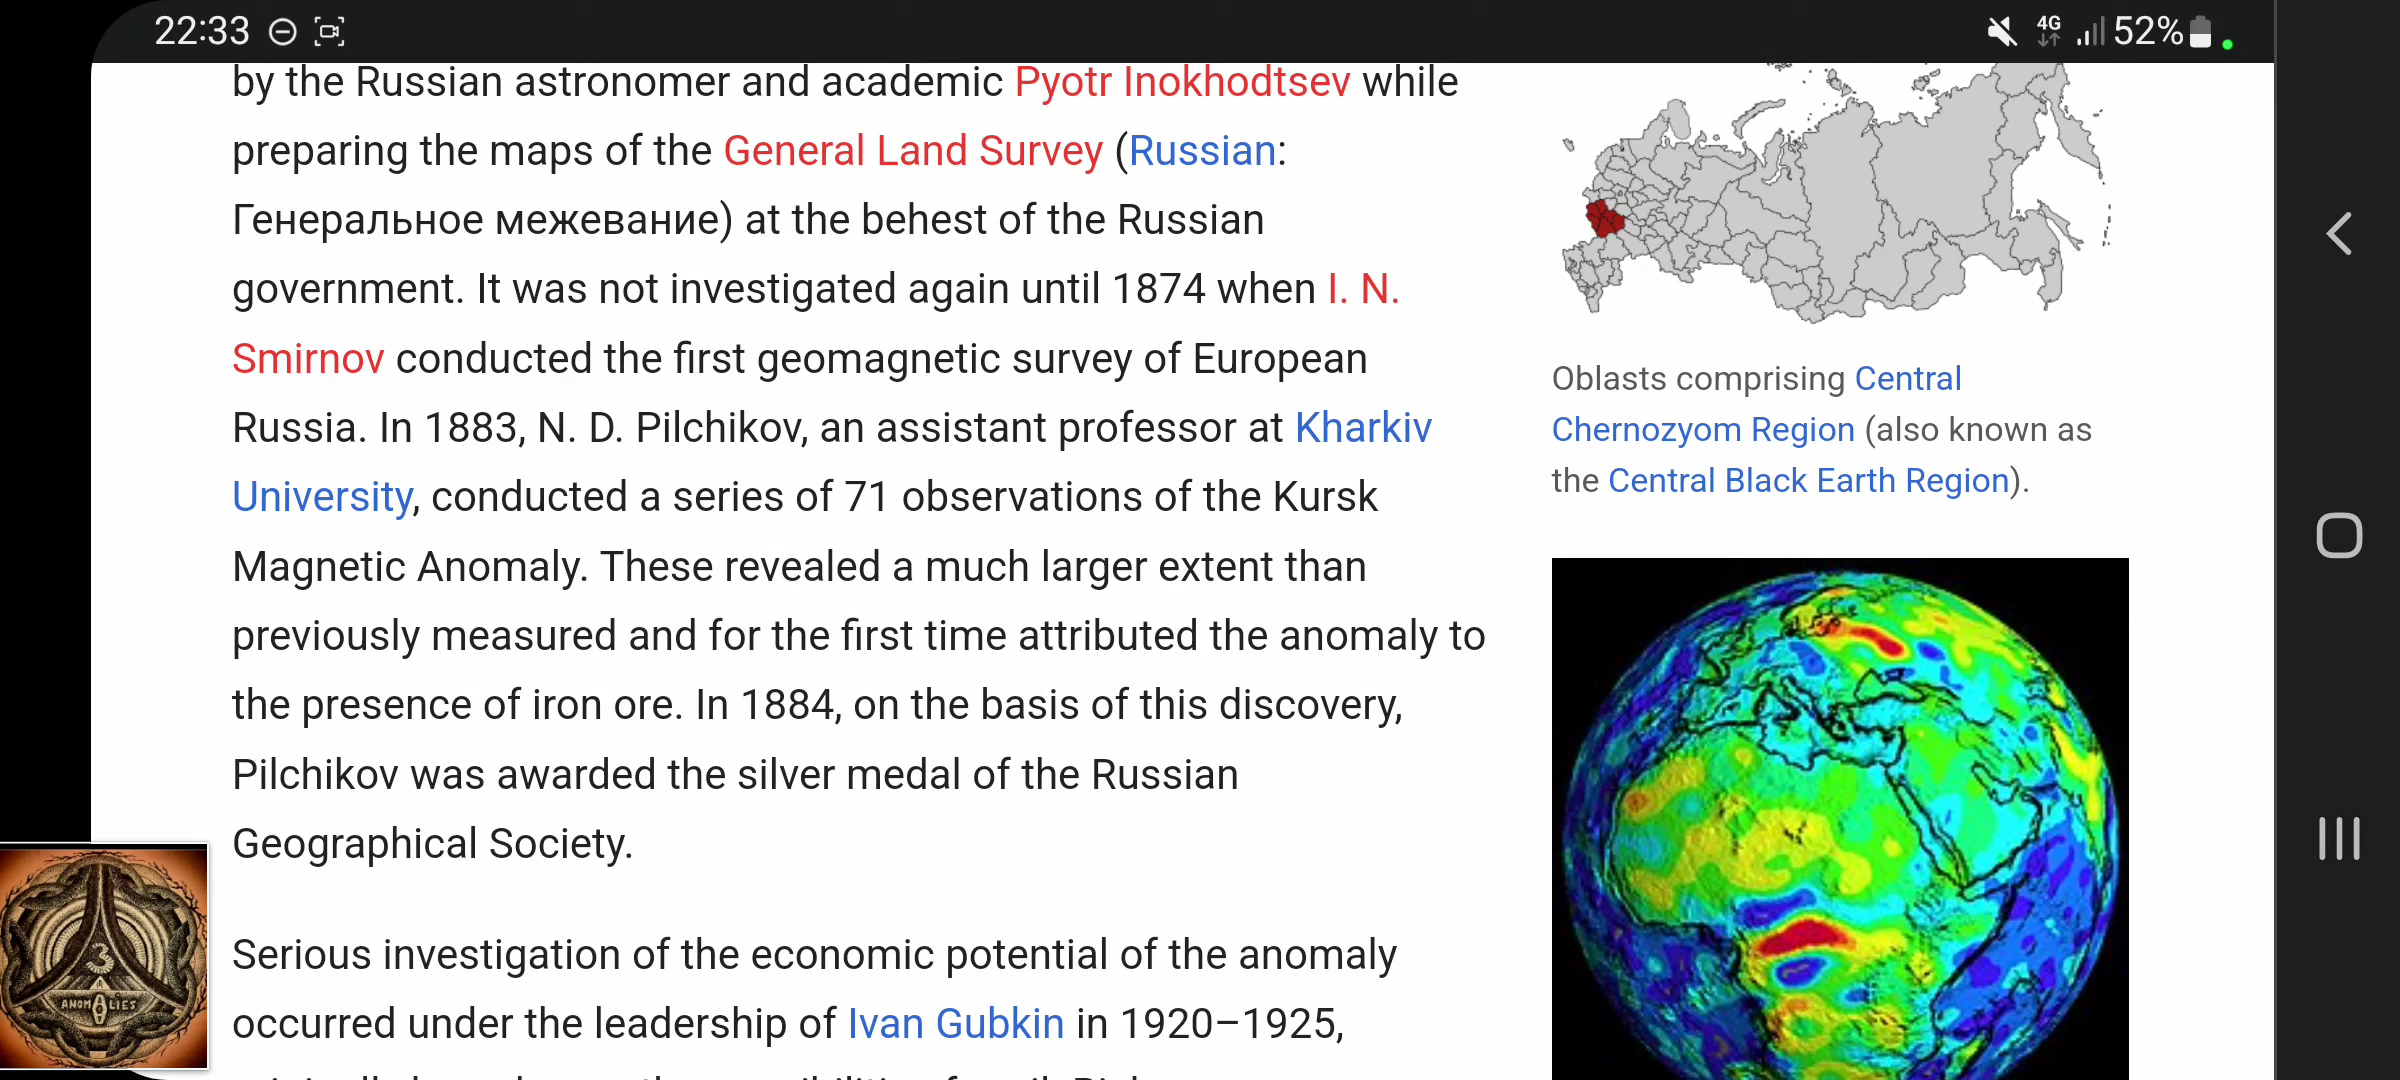 22:33
4G
52%
by the Russian astronomer and academic Pyotr Inokhodtsev while
preparing the maps of the General Land Survey (Russian:
Генеральное межевание) at the behest of the Russian
government. It was not investigated again until 1874 when I. N.
Smirnov conducted the first geomagnetic survey of European
Russia. In 1883, N. D. Pilchikov, an assistant professor at Kharkiv
University, conducted a series of 71 observations of the Kursk
Magnetic Anomaly. These revealed a much larger extent than
previously measured and for the first time attributed the anomaly to
the presence of iron ore. In 1884, on the basis of this discovery,
Pilchikov was awarded the silver medal of the Russian
Geographical Society.
Serious investigation of the economic potential of the anomaly
occurred under the leadership of Ivan Gubkin in 1920–1925,
Oblasts comprising Central
Chernozyom Region (also known as
the Central Black Earth Region).
3
ANOMALIES